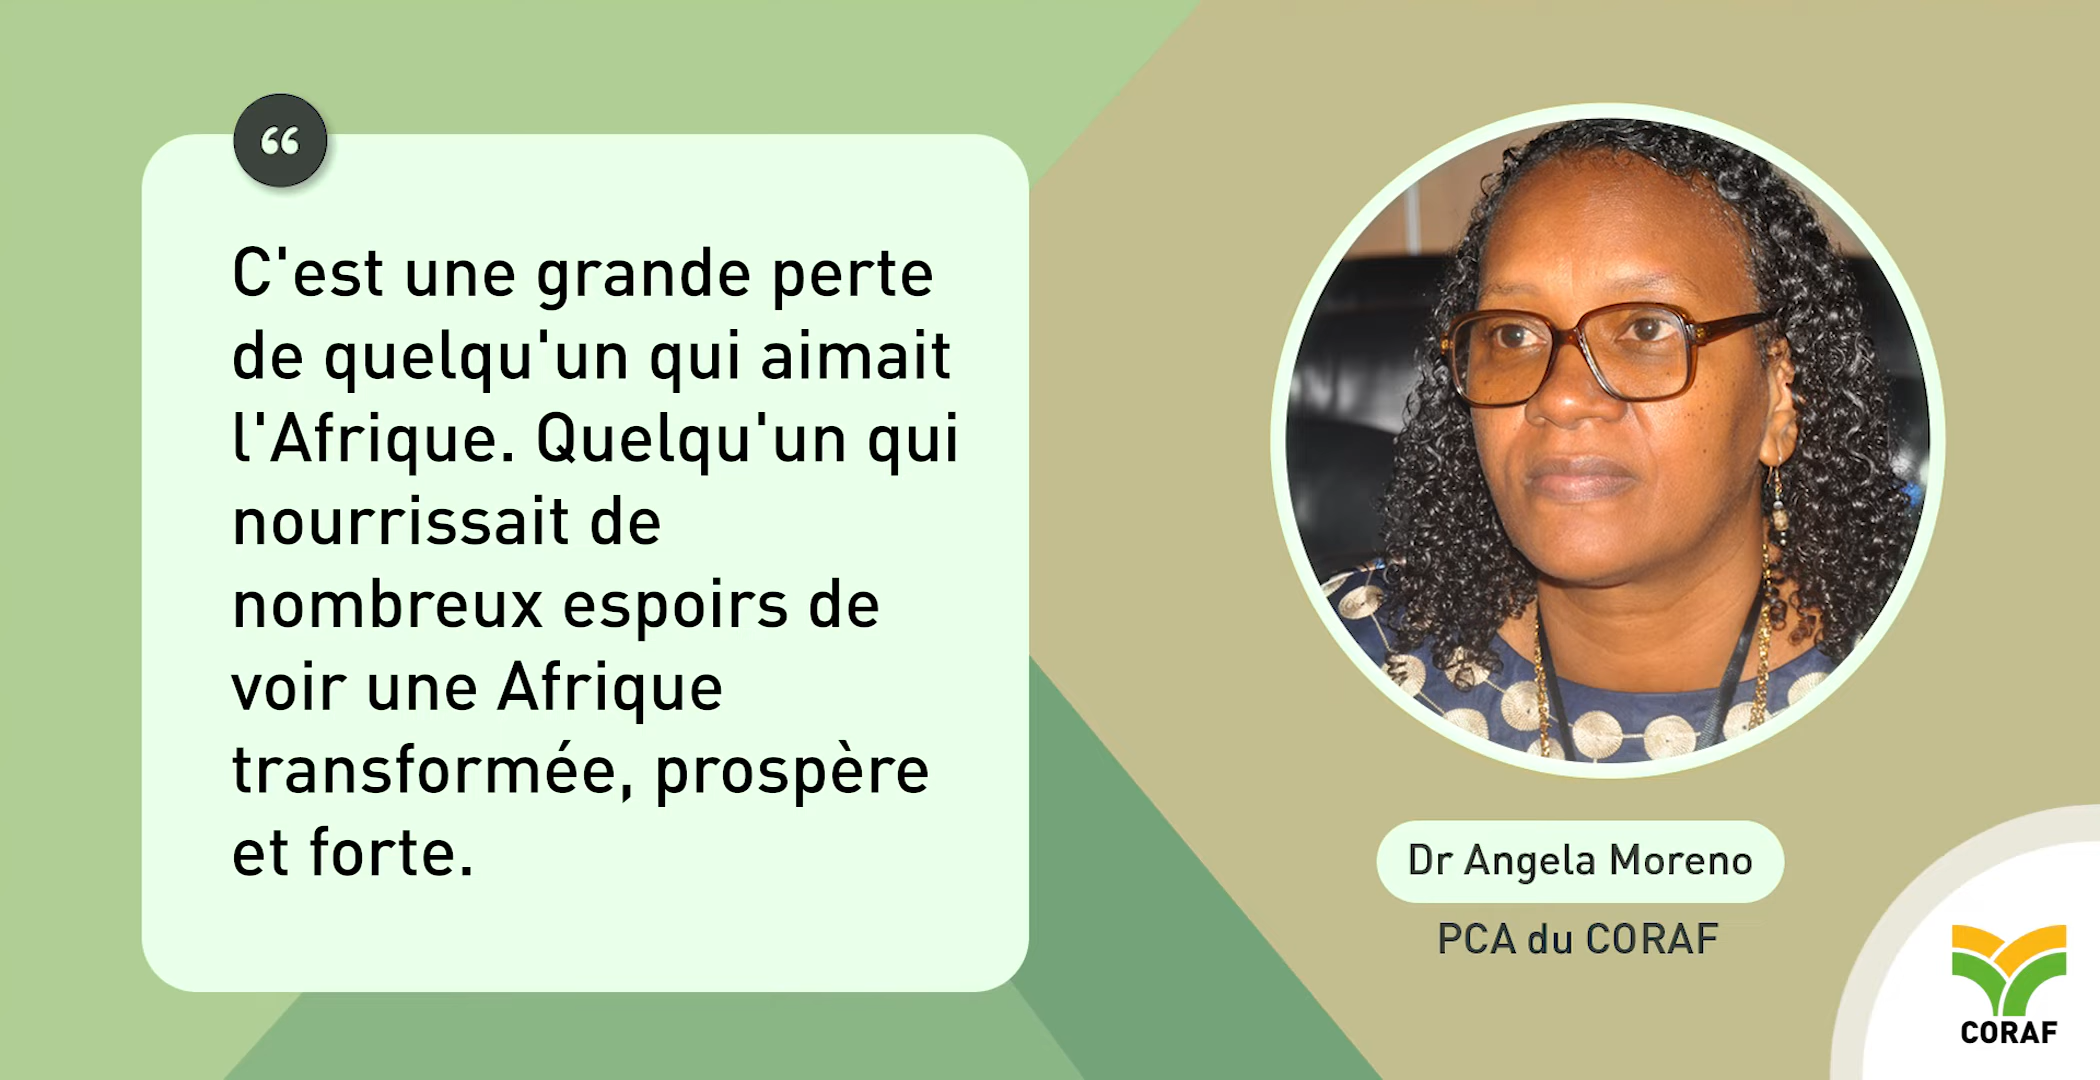 “
C'est une grande perte
de quelqu'un qui aimait
l'Afrique. Quelqu'un qui
nourrissait de
nombreux espoirs de
voir une Afrique
transformée, prospère
et forte.
Dr Angela Moreno
PCA du CORAF
CORAF